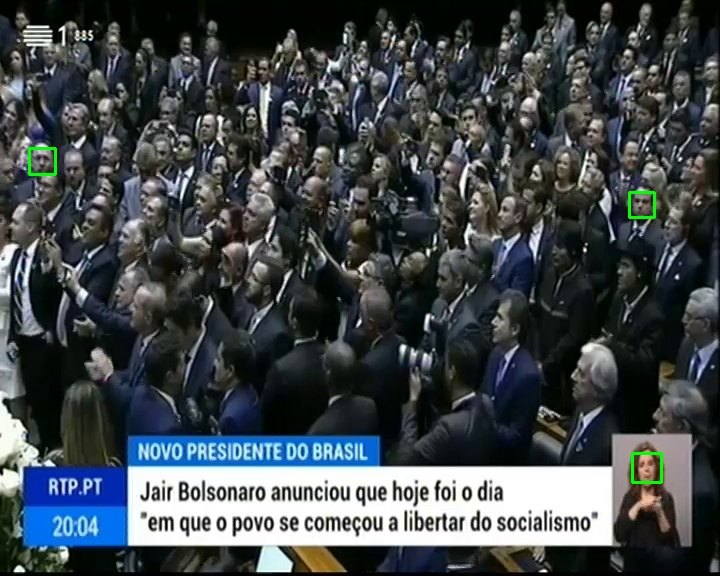 1 885
NOVO PRESIDENTE DO BRASIL
RTP.PT
Jair Bolsonaro anunciou que hoje foi o dia
20:04
"em que o povo se começou a libertar do socialismo"